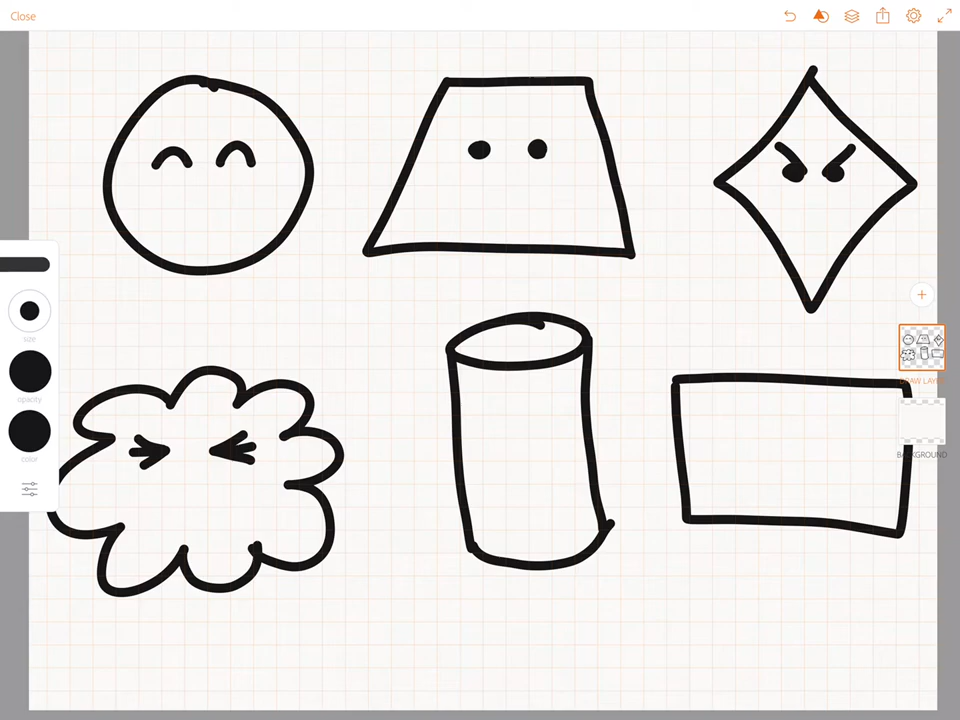 Close
size
opacity
color
DRAW LAYER
BACKGROUND